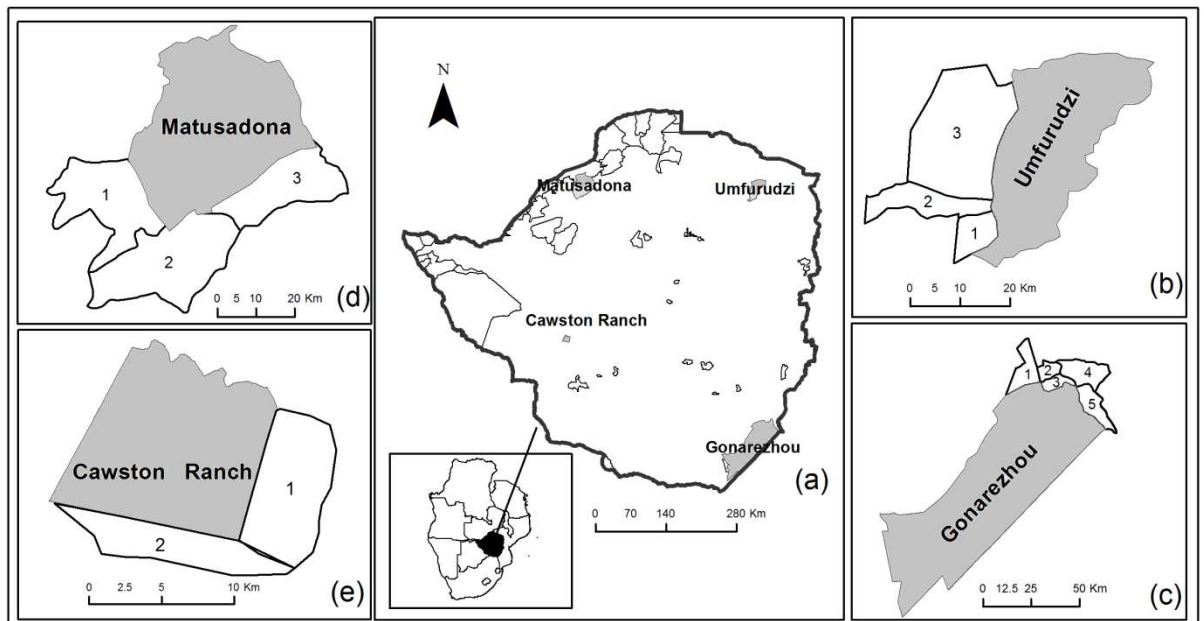 Matusadona
1
2
3
0 5 10 20 Km
(d)
Cawston Ranch
1
2
0 2.5 5 10 Km
(e)
N
Matusadona
Umfurudzi
Cawston Ranch
Gonarezhou
(a)
0 70 140 280 Km
Umfurudzi
3
2
1
0 5 10 20
(b)
Km
1
2
3
4
5
Gonarezhou
0 12.5 25 50 Km
(c)